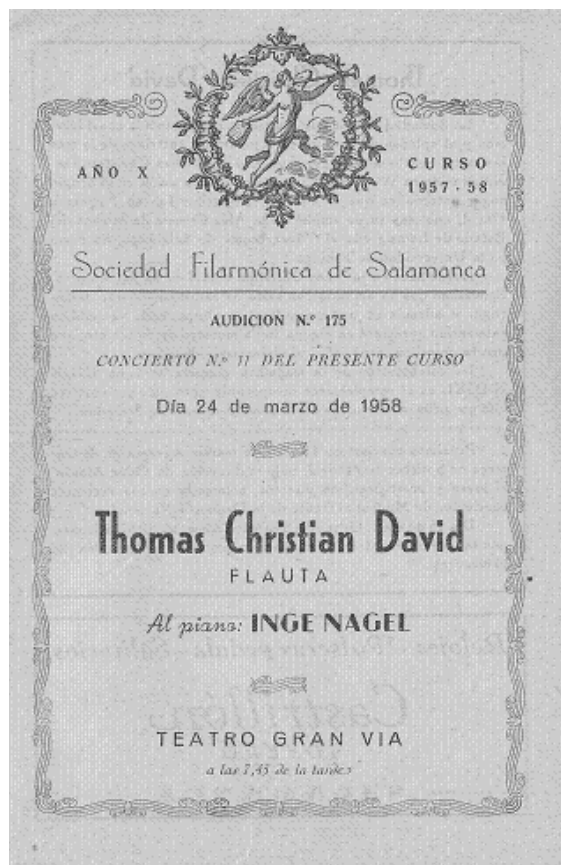 AÑO X
CURSO
1957-58
Sociedad Filarmónica de Salamanca
AUDICION N.º 175
CONCIERTO N.º 11 DEL PRESENTE CURSO
Día 24 de marzo de 1958
Thomas Christian David
FLAUTA
Al piano: INGE NAGEL
TEATRO GRAN VIA
a las 7,45 de la tarde